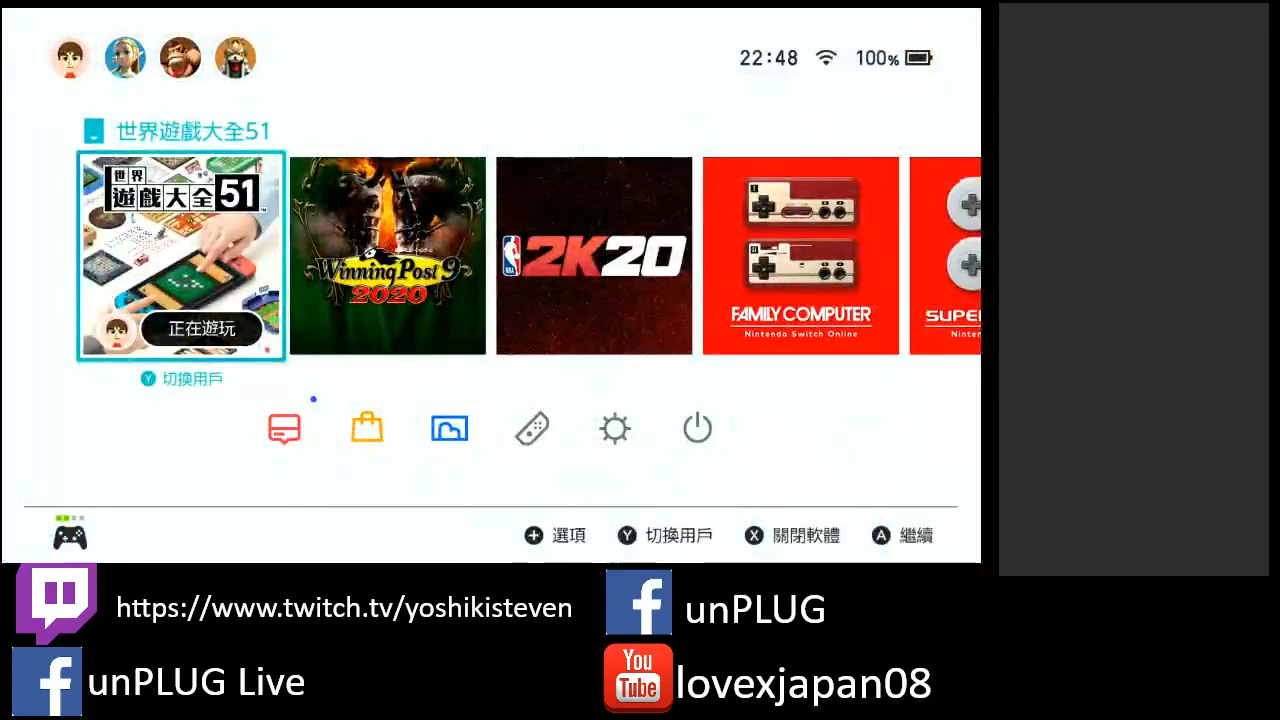 22:48 100%
世界遊戲大全51
世界
遊戲大全51
正在遊玩
Winning Post 9
2020
NBA 2K20
FAMILY COMPUTER
Nintendo Switch Online
SUPER
Ninten
Y 切換用戶
+ 選項 Y 切換用戶 X 關閉軟體 A 繼續
https://www.twitch.tv/yoshikisteven
unPLUG
unPLUG Live
You
Tube
lovexjapan08